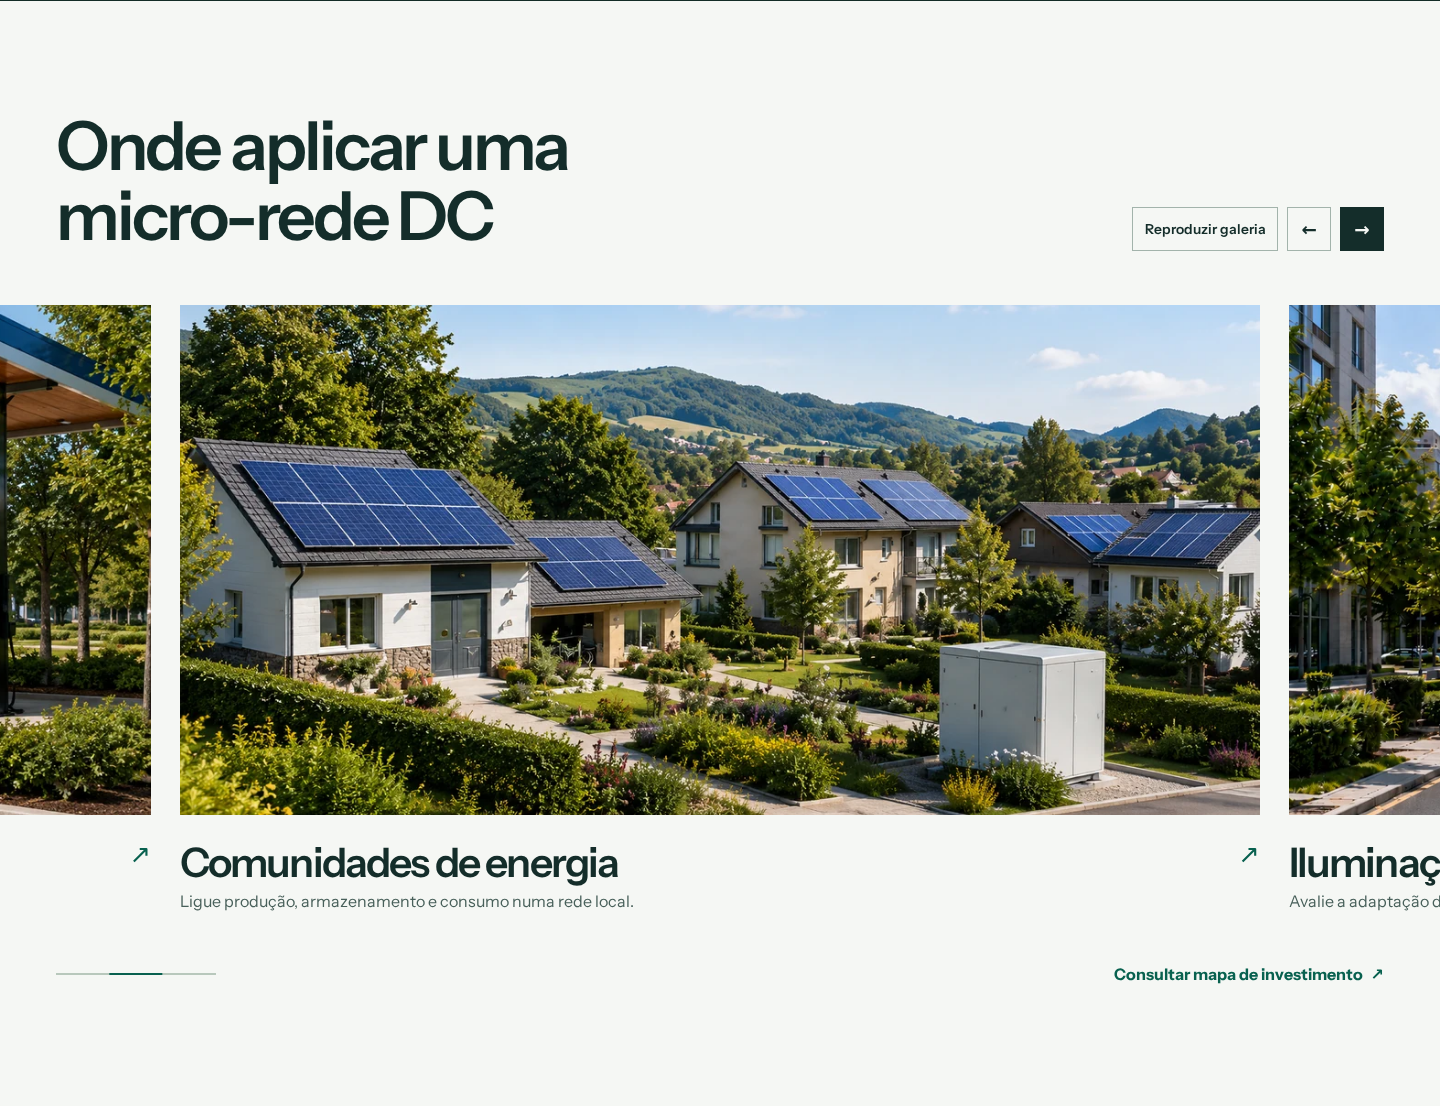 Onde aplicar uma
micro-rede DC
Reproduzir galeria ← →
↗
Comunidades de energia ↗
Ligue produção, armazenamento e consumo numa rede local.
Iluminaç
Avalie a adaptação d
Consultar mapa de investimento ↗